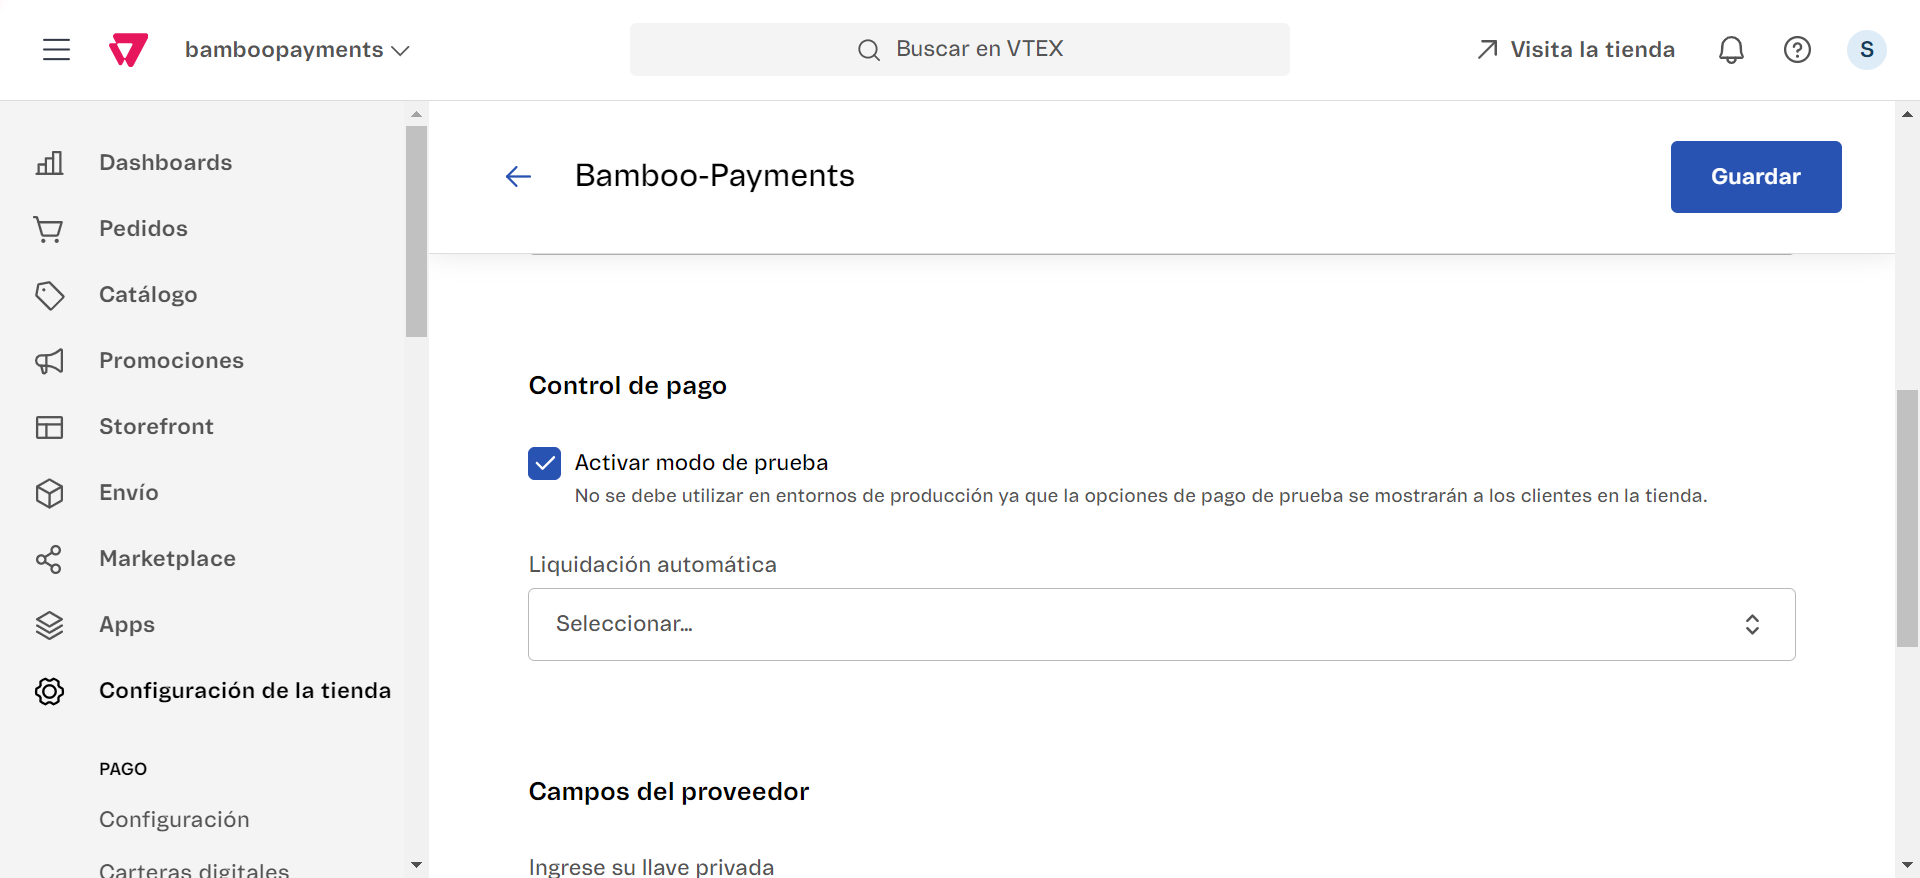 bamboopayments
Buscar en VTEX
Visita la tienda
S
Dashboards
Pedidos
Catálogo
Promociones
Storefront
Envío
Marketplace
Apps
Configuración de la tienda
PAGO
Configuración
Carteras digitales
Bamboo-Payments
Guardar
Control de pago
Activar modo de prueba
No se debe utilizar en entornos de producción ya que la opciones de pago de prueba se mostrarán a los clientes en la tienda.
Liquidación automática
Seleccionar...
Campos del proveedor
Ingrese su llave privada